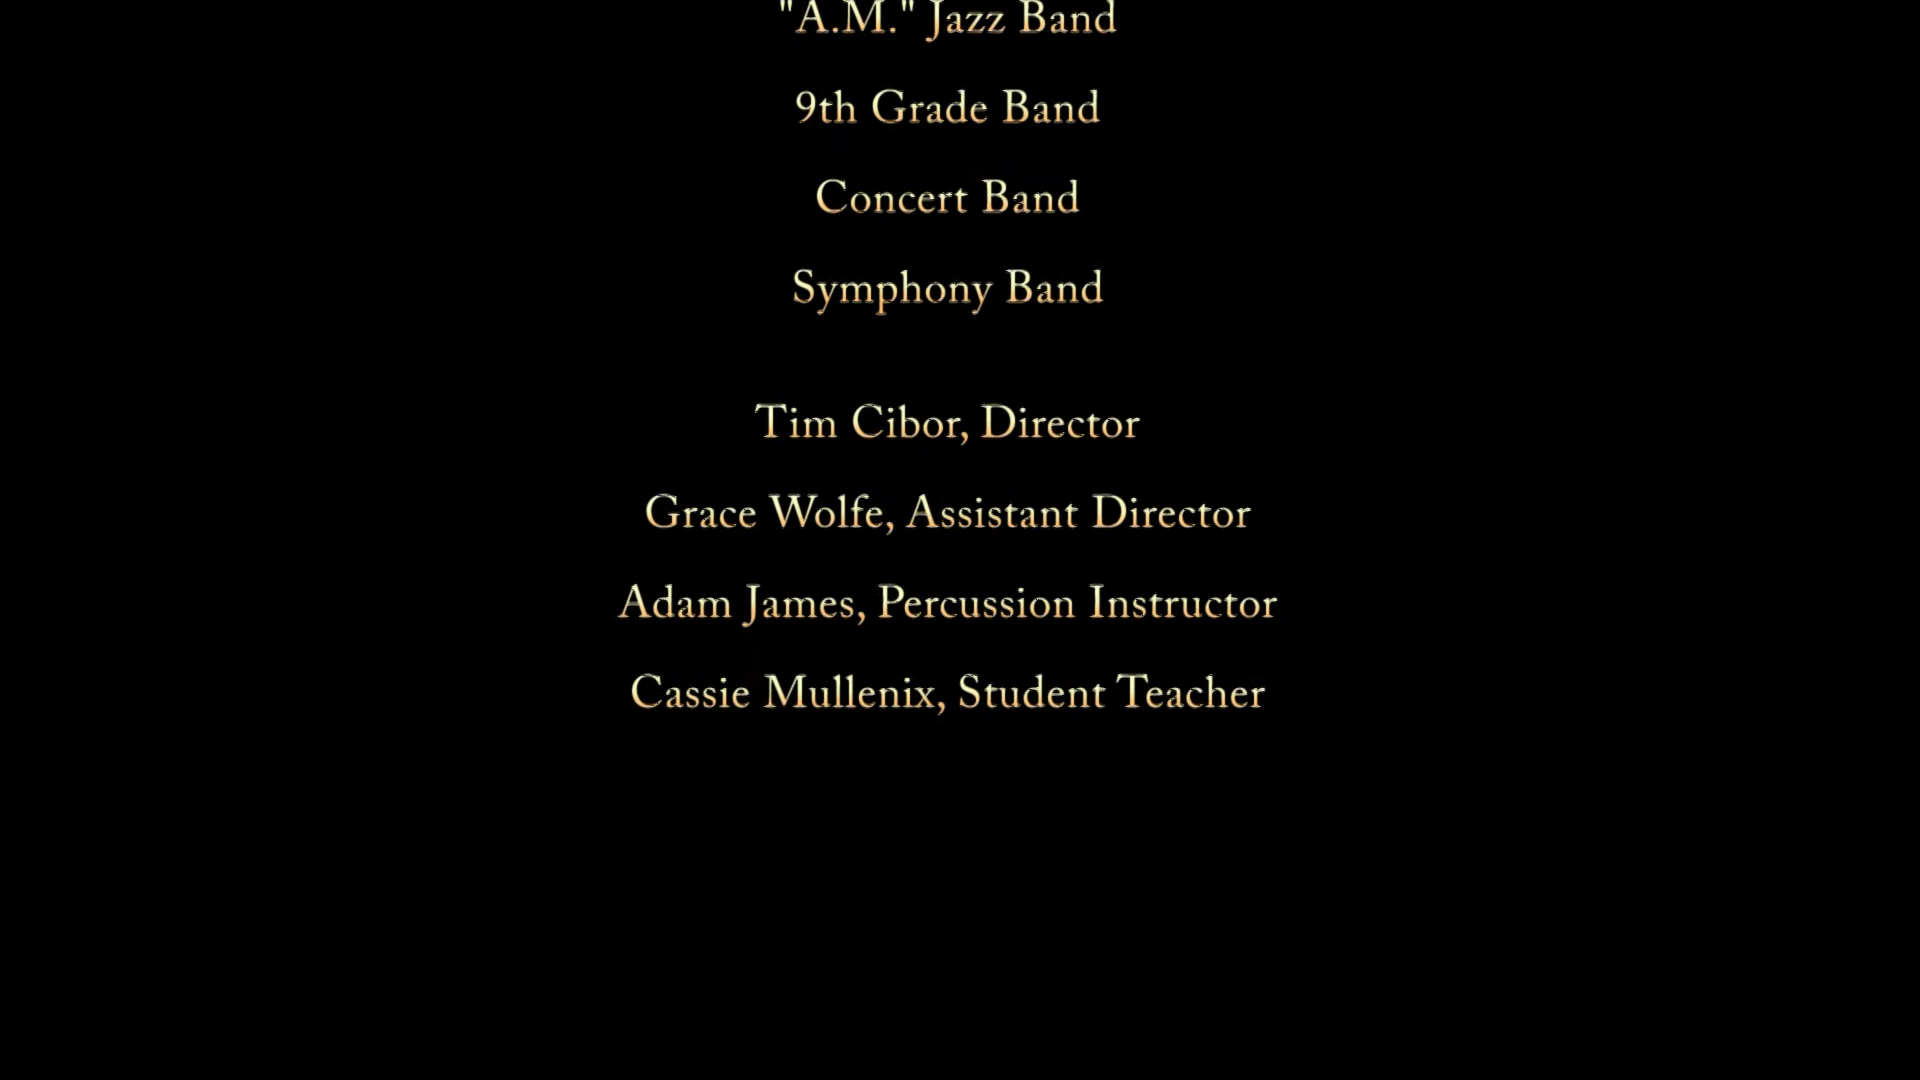 "A.M." Jazz Band
9th Grade Band
Concert Band
Symphony Band
Tim Cibor, Director
Grace Wolfe, Assistant Director
Adam James, Percussion Instructor
Cassie Mullenix, Student Teacher